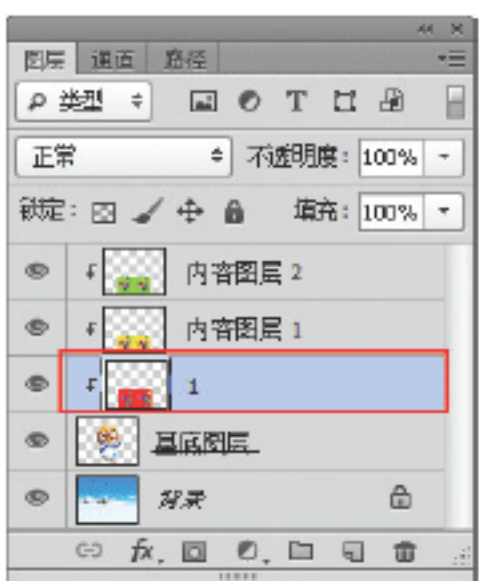 图层 通道 路径
类型
正常 不透明度: 100%
锁定: 填充: 100%
内容图层 2
内容图层 1
1
基底图层
背景
fx.